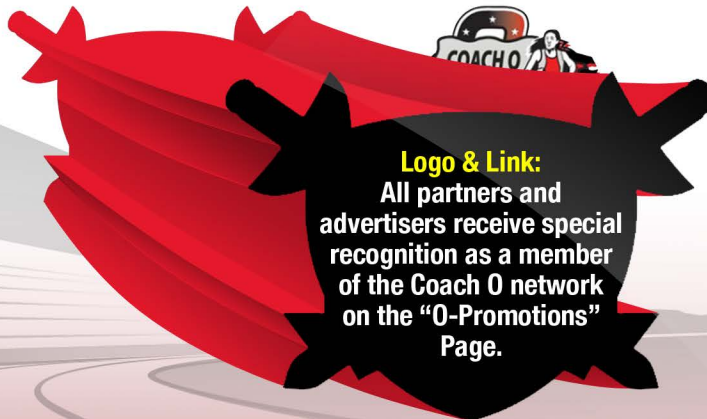 COACH O
Logo & Link:
All partners and
advertisers receive special
recognition as a member
of the Coach O network
on the “O-Promotions”
Page.